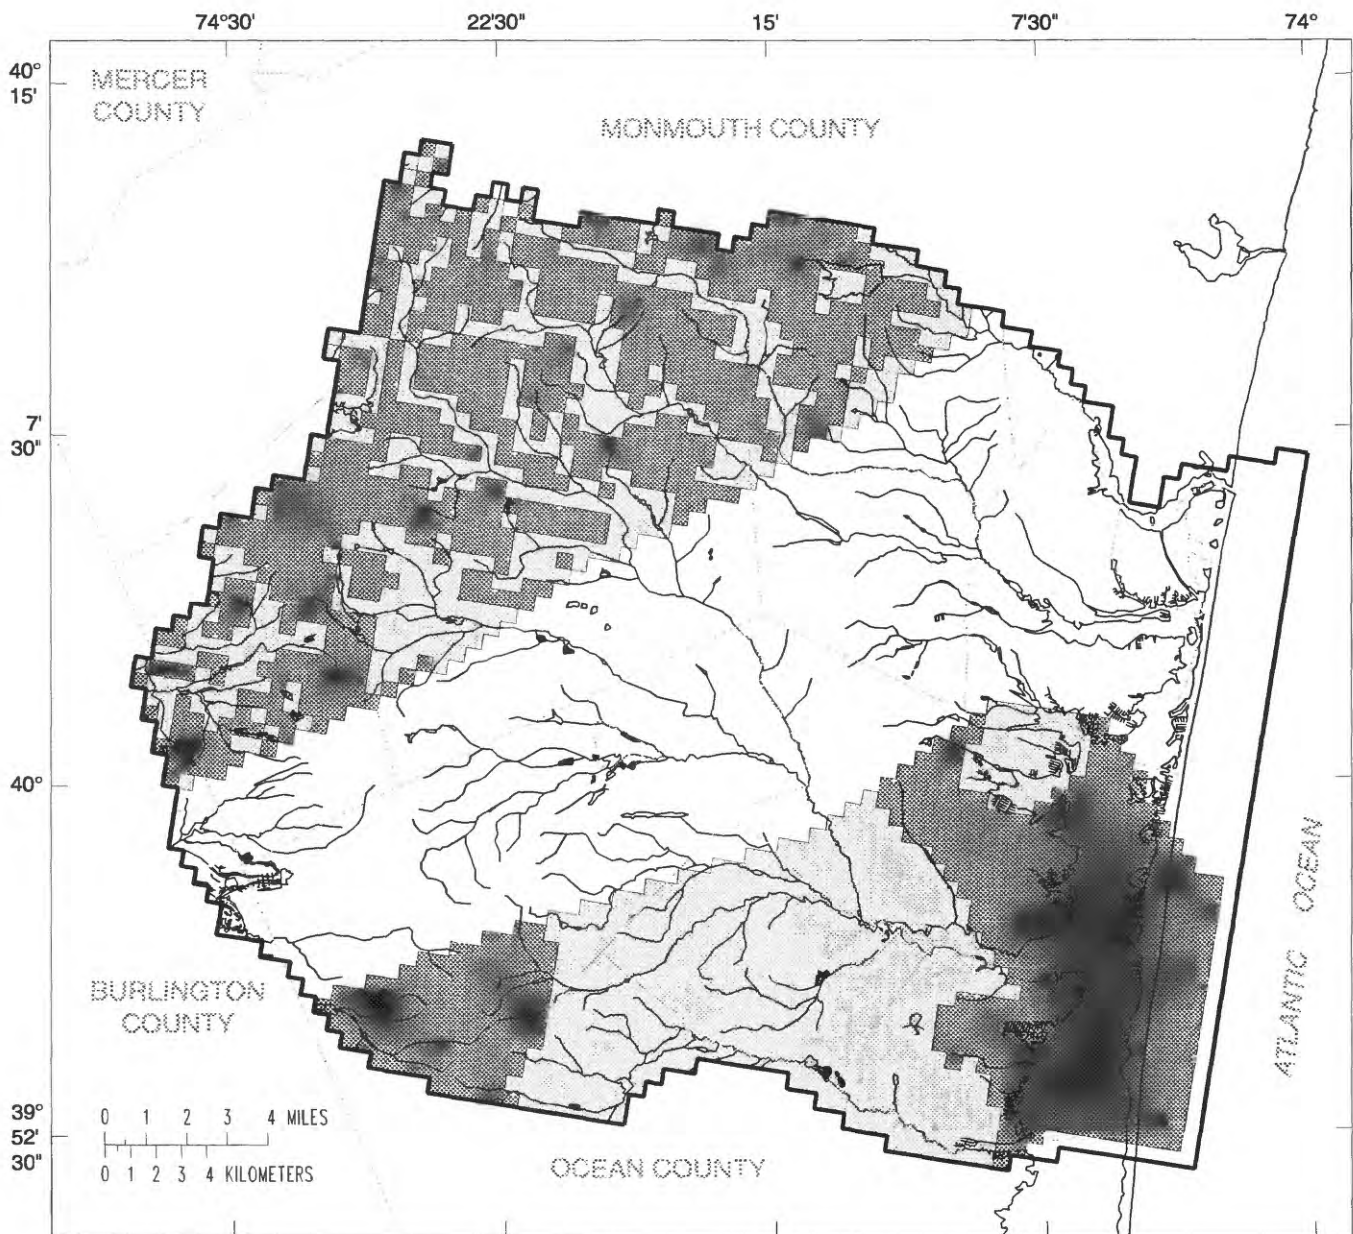 74°30' 22'30" 15' 7'30" 74°
40°
15'
MERCER
COUNTY
MONMOUTH COUNTY
7'
30"
40°
ATLANTIC OCEAN
BURLINGTON
COUNTY
39°
52'
30"
0 1 2 3 4 MILES
0 1 2 3 4 KILOMETERS
OCEAN COUNTY